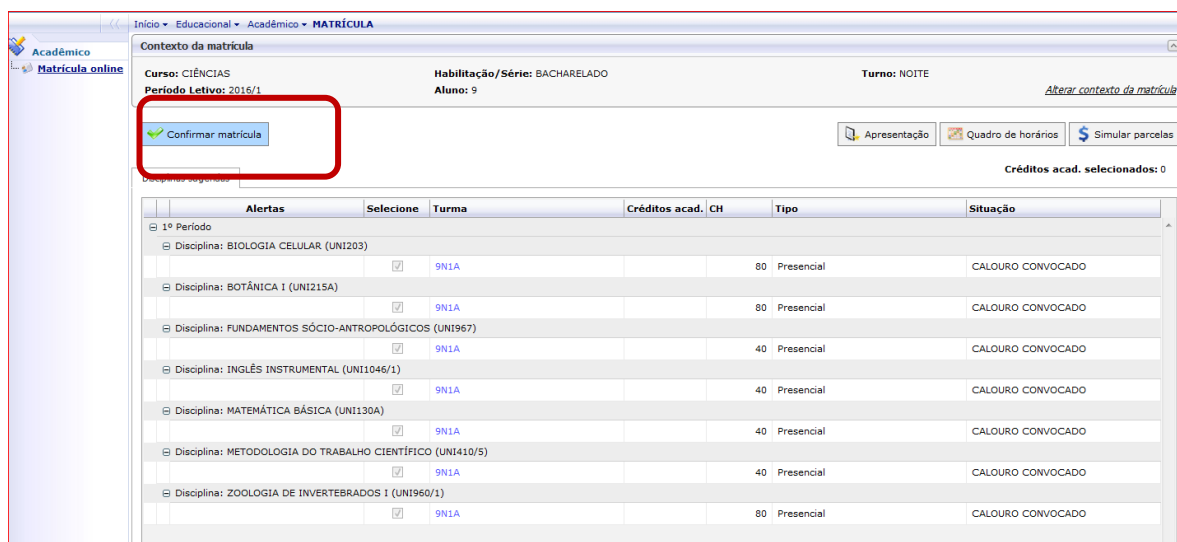 Início Educacional Acadêmico MATRÍCULA
Acadêmico
Matrícula online
Contexto da matrícula
Curso: CIÊNCIAS Habilitação/Série: BACHARELADO Turno: NOITE
Período Letivo: 2016/1 Aluno: 9 Alterar contexto da matrícula
Confirmar matrícula Apresentação Quadro de horários Simular parcelas
Créditos acad. selecionados: 0
Disciplinas sugeridas
Alertas Selecione Turma Créditos acad. CH Tipo Situação
1º Período
Disciplina: BIOLOGIA CELULAR (UNI203)
9N1A 80 Presencial CALOURO CONVOCADO
Disciplina: BOTÂNICA I (UNI215A)
9N1A 80 Presencial CALOURO CONVOCADO
Disciplina: FUNDAMENTOS SÓCIO-ANTROPOLÓGICOS (UNI967)
9N1A 40 Presencial CALOURO CONVOCADO
Disciplina: INGLÊS INSTRUMENTAL (UNI1046/1)
9N1A 40 Presencial CALOURO CONVOCADO
Disciplina: MATEMÁTICA BÁSICA (UNI130A)
9N1A 40 Presencial CALOURO CONVOCADO
Disciplina: METODOLOGIA DO TRABALHO CIENTÍFICO (UNI410/5)
9N1A 40 Presencial CALOURO CONVOCADO
Disciplina: ZOOLOGIA DE INVERTEBRADOS I (UNI960/1)
9N1A 80 Presencial CALOURO CONVOCADO